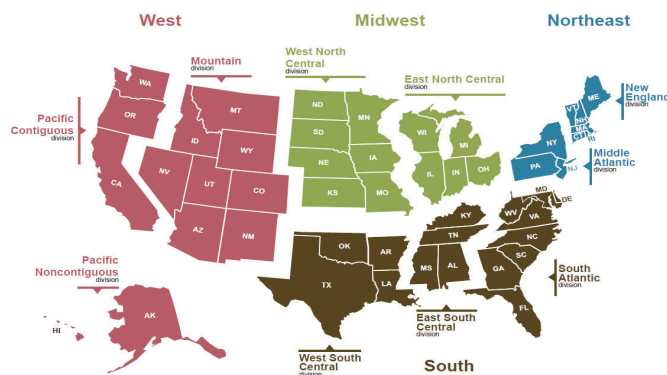 West
Midwest
Northeast
Mountain
division
West North
Central
division
East North Central
division
New
England
division
Pacific
Contiguous
division
Middle
Atlantic
division
WA
OR
CA
MT
ID
WY
NV
UT
CO
AZ
NM
ND
MN
SD
NE
IA
KS
MO
WI
MI
IL
IN
OH
ME
VT
NH
MA
CT
RI
NY
PA
NJ
MD
DE
WV
VA
KY
TN
NC
SC
MS
AL
GA
FL
OK
AR
TX
LA
Pacific
Noncontiguous
division
AK
HI
South
Atlantic
division
East South
Central
division
West South
Central
division
South